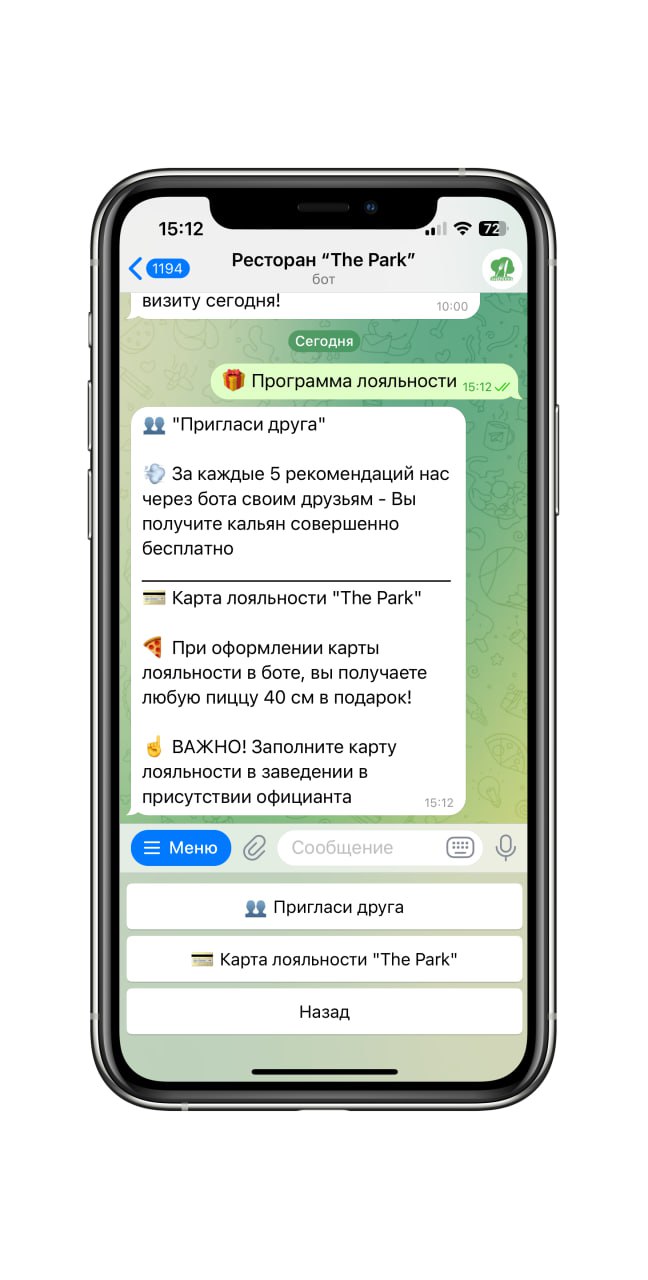 15:12
72
1194
Ресторан “The Park”
бот
визиту сегодня!
10:00
Сегодня
🎁 Программа лояльности 15:12
👥 "Пригласи друга"
💨 За каждые 5 рекомендаций нас
через бота своим друзьям - Вы
получите кальян совершенно
бесплатно
💳 Карта лояльности "The Park"
🍕 При оформлении карты
лояльности в боте, вы получаете
любую пиццу 40 см в подарок!
☝️ ВАЖНО! Заполните карту
лояльности в заведении в
присутствии официанта
15:12
Меню
Сообщение
👥 Пригласи друга
💳 Карта лояльности "The Park"
Назад